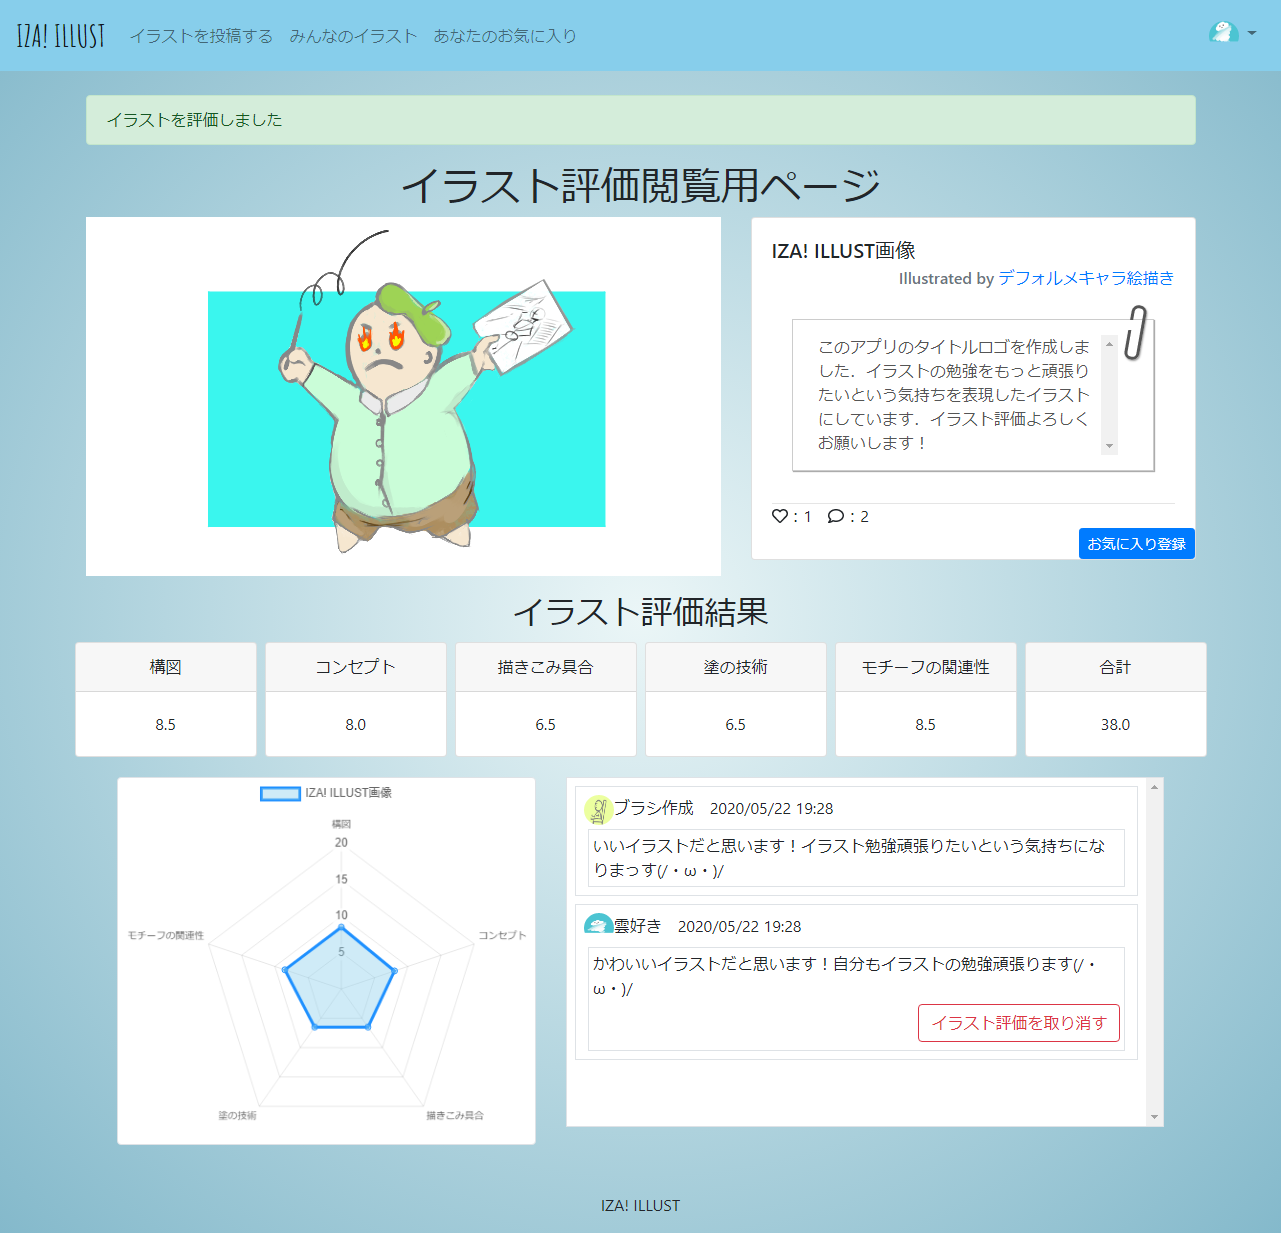 IZA! ILLUST イラストを投稿する みんなのイラスト あなたのお気に入り
イラストを評価しました
イラスト評価閲覧用ページ
IZA! ILLUST画像
Illustrated by デフォルメキャラ絵描き
このアプリのタイトルロゴを作成しま
した．イラストの勉強をもっと頑張り
たいという気持ちを表現したイラスト
にしています．イラスト評価よろしく
お願いします！
: 1 : 2
お気に入り登録
イラスト評価結果
構図 コンセプト 描きこみ具合 塗の技術 モチーフの関連性 合計
8.5 8.0 6.5 6.5 8.5 38.0
IZA! ILLUST画像
構図
20
15
10
5
モチーフの関連性 コンセプト
塗の技術 描きこみ具合
ブラシ作成 2020/05/22 19:28
いいイラストだと思います！イラスト勉強頑張りたいという気持ちにな
りまっす(/・ω・)/
雲好き 2020/05/22 19:28
かわいいイラストだと思います！自分もイラストの勉強頑張ります(/・
ω・)/
イラスト評価を取り消す
IZA! ILLUST